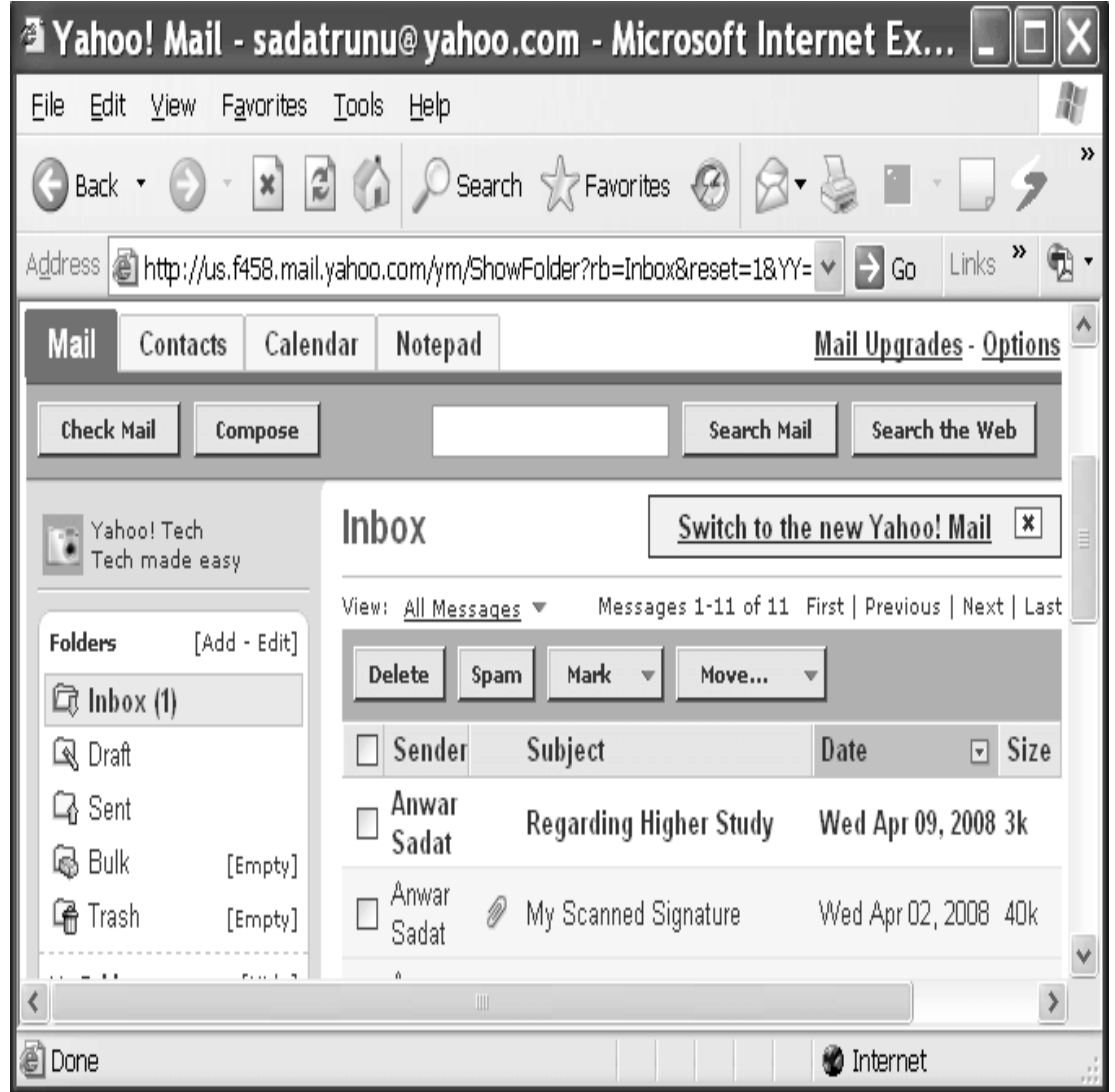 Yahoo! Mail - sadatrunu@yahoo.com - Microsoft Internet Ex...
File Edit View Favorites Tools Help
Back Search Favorites »
Address http://us.f458.mail.yahoo.com/ym/ShowFolder?rb=Inbox&reset=1&YY= Go Links »
Mail Contacts Calendar Notepad Mail Upgrades - Options
Check Mail Compose Search Mail Search the Web
Yahoo! Tech
Tech made easy
Folders [Add - Edit]
Inbox (1)
Draft
Sent
Bulk [Empty]
Trash [Empty]
Inbox Switch to the new Yahoo! Mail
View: All Messages Messages 1-11 of 11 First | Previous | Next | Last
Delete Spam Mark Move...
Sender Subject Date Size
Anwar Sadat Regarding Higher Study Wed Apr 09, 2008 3k
Anwar Sadat My Scanned Signature Wed Apr 02, 2008 40k
Done Internet